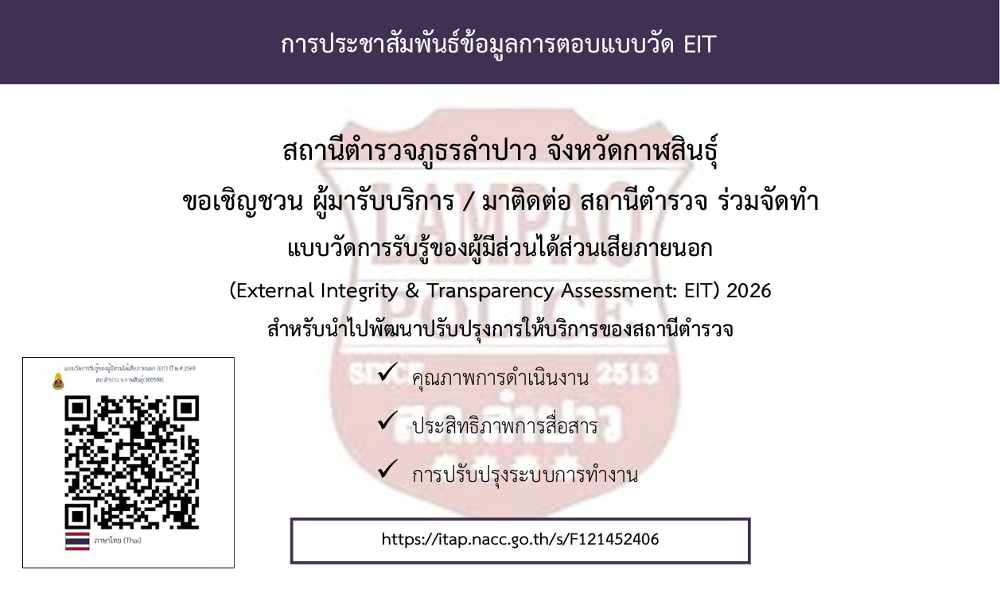 การประชาสัมพันธ์ข้อมูลการตอบแบบวัด EIT
สถานีตำรวจภูธรลำปาว จังหวัดกาฬสินธุ์
ขอเชิญชวน ผู้มารับบริการ / มาติดต่อ สถานีตำรวจ ร่วมจัดทำ
แบบวัดการรับรู้ของผู้มีส่วนได้ส่วนเสียภายนอก
(External Integrity & Transparency Assessment: EIT) 2026
สำหรับนำไปพัฒนาปรับปรุงการให้บริการของสถานีตำรวจ
✓ คุณภาพการดำเนินงาน
✓ ประสิทธิภาพการสื่อสาร
✓ การปรับปรุงระบบการทำงาน
https://itap.nacc.go.th/s/F121452406
แบบวัดการรับรู้ของผู้มีส่วนได้ส่วนเสียภายนอก (EIT) ปี พ.ศ.2569
สภ.ลำปาว จ.กาฬสินธุ์(300598)
ภาษาไทย (Thai)
LAMPAO
POLICE
SINCE 2513
สภ.ลำปาว